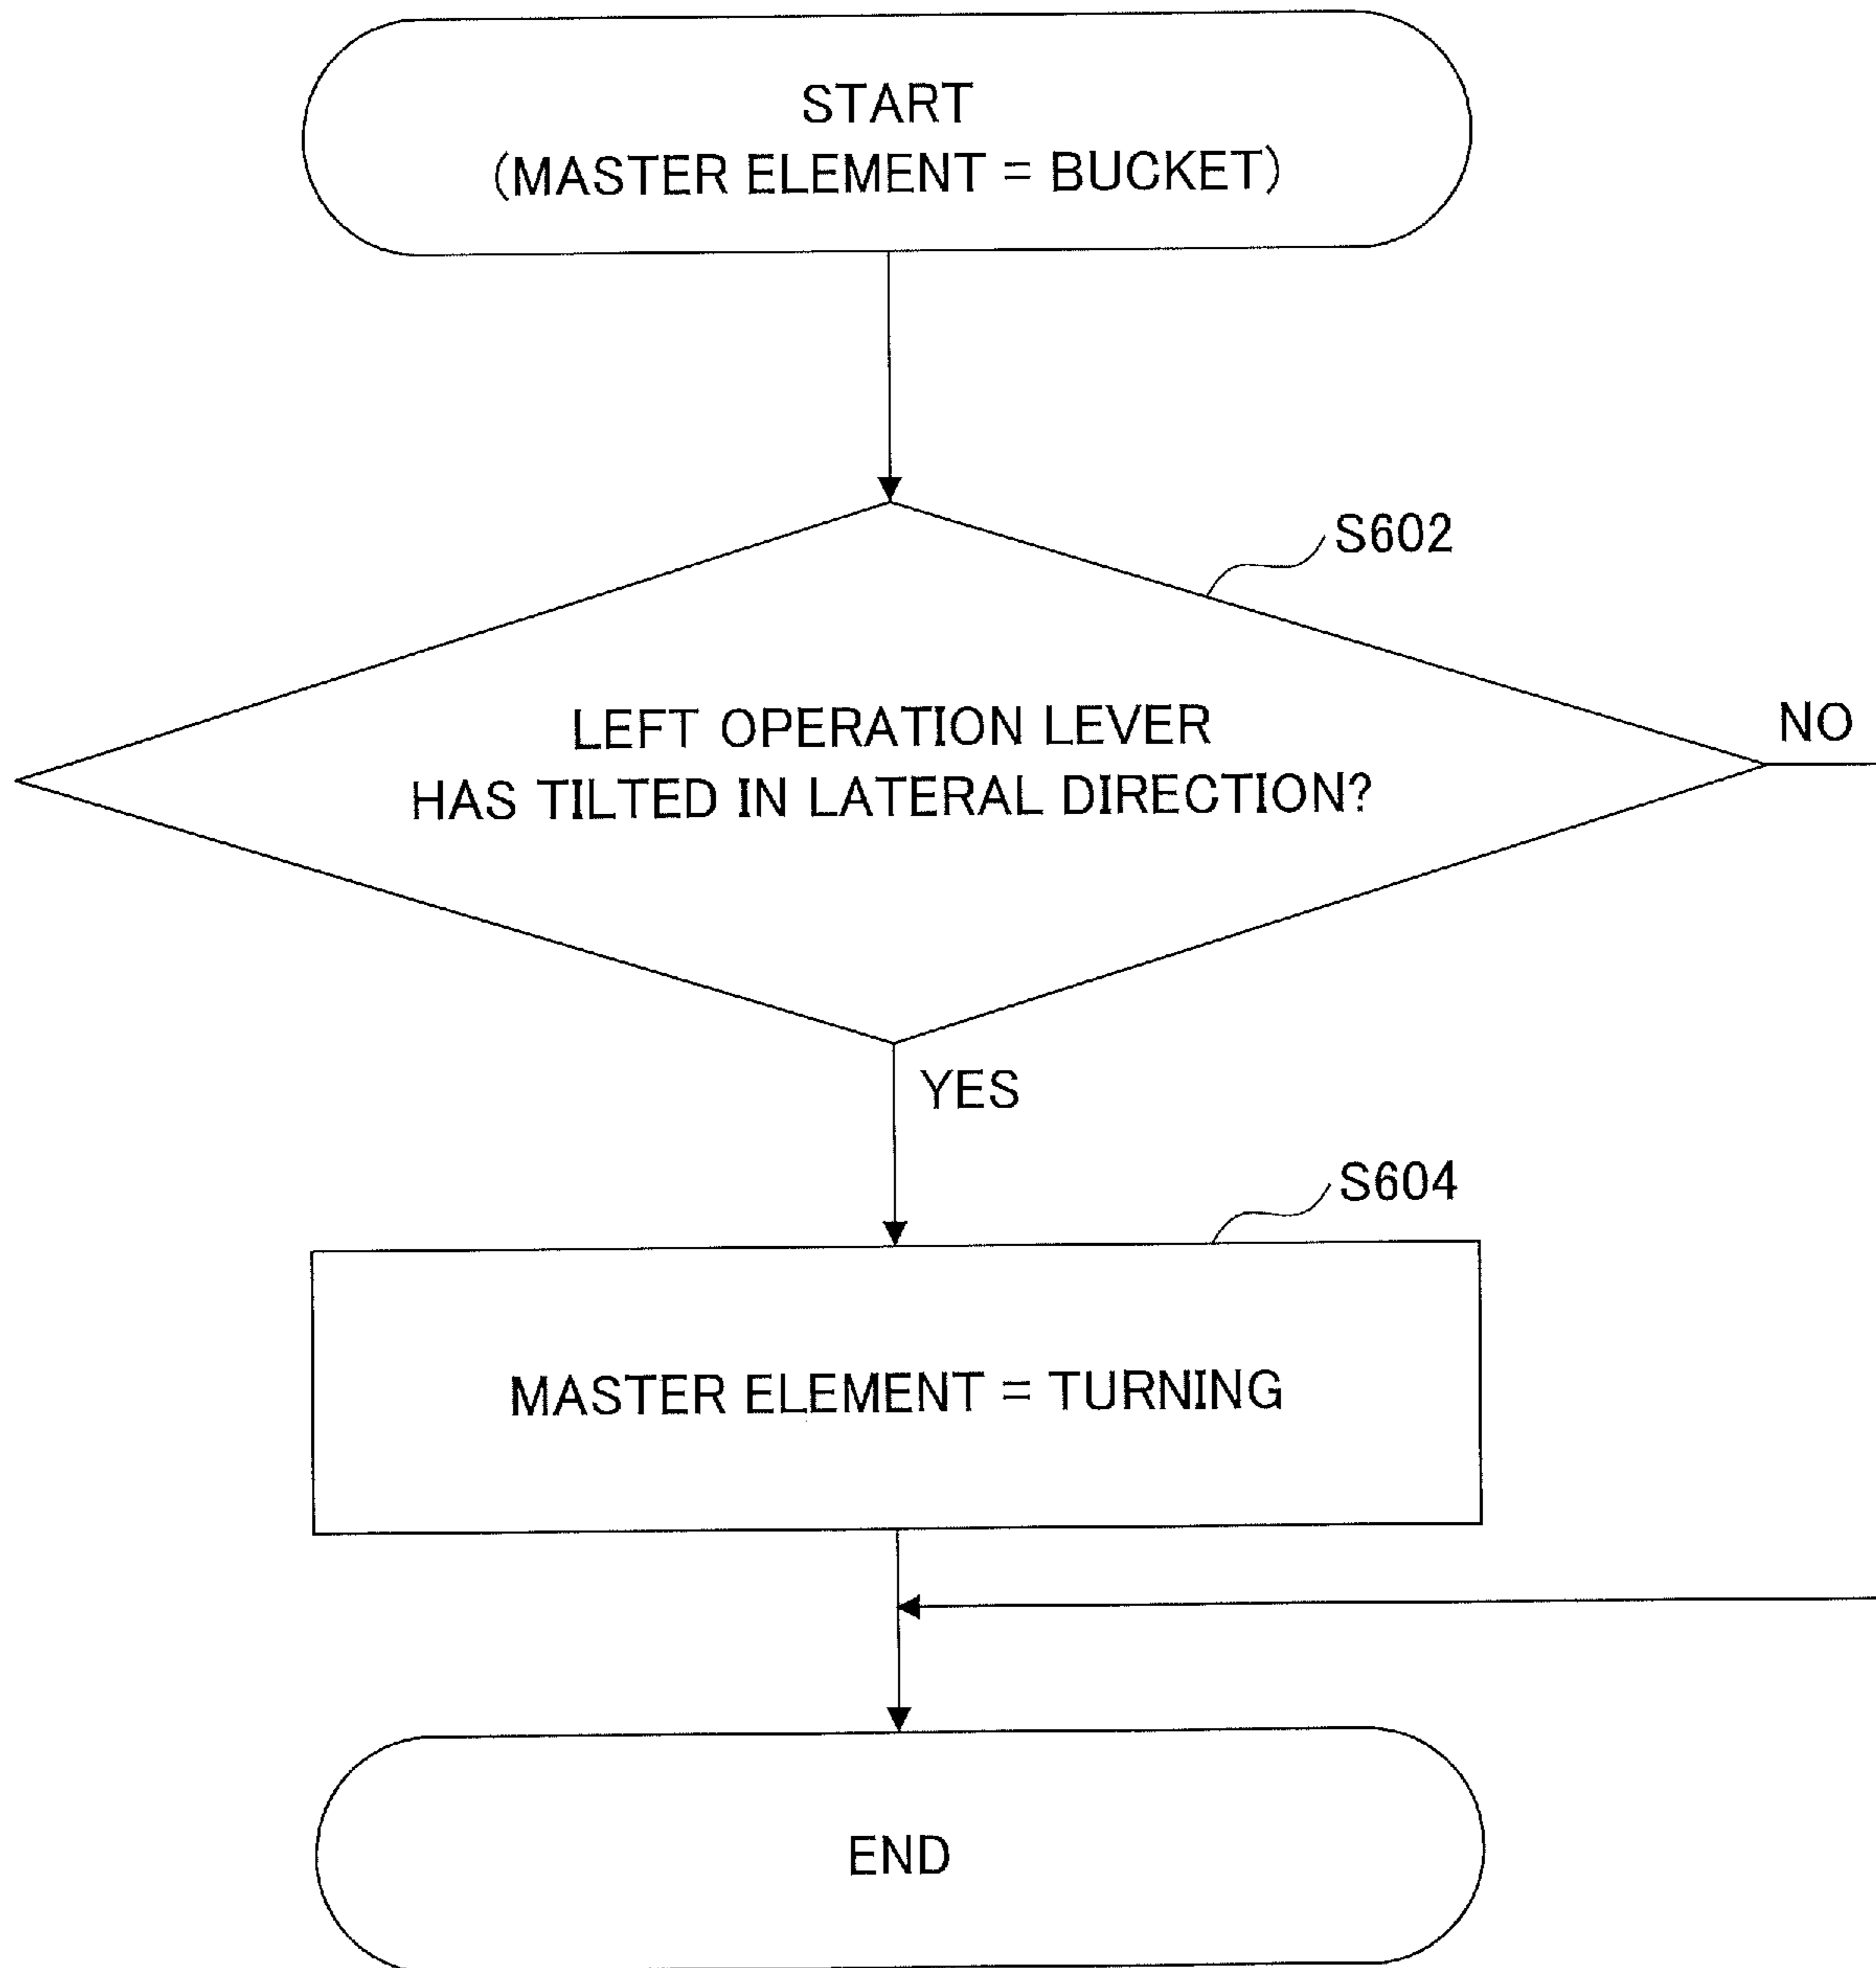 START
(MASTER ELEMENT = BUCKET)
S602
LEFT OPERATION LEVER
HAS TILTED IN LATERAL DIRECTION?
NO
YES
S604
MASTER ELEMENT = TURNING
END